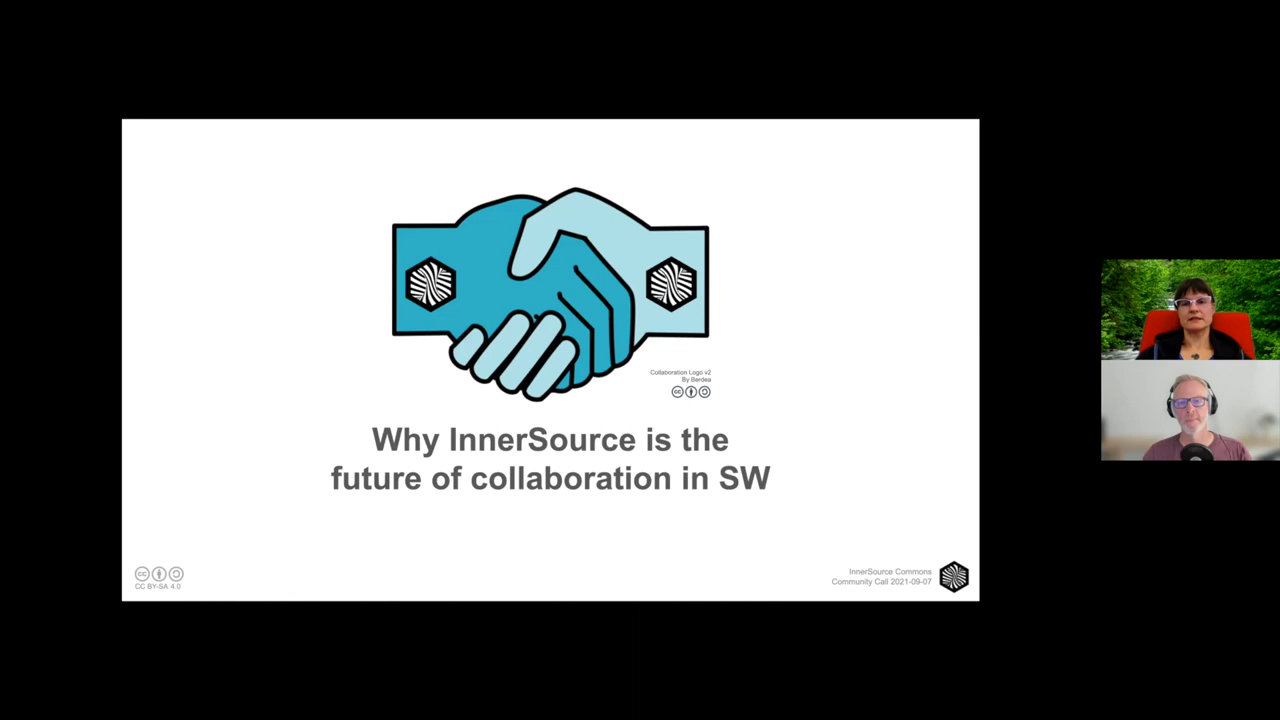 Collaboration Logo v2
By Berdea
Why InnerSource is the
future of collaboration in SW
CC BY-SA 4.0
InnerSource Commons
Community Call 2021-09-07